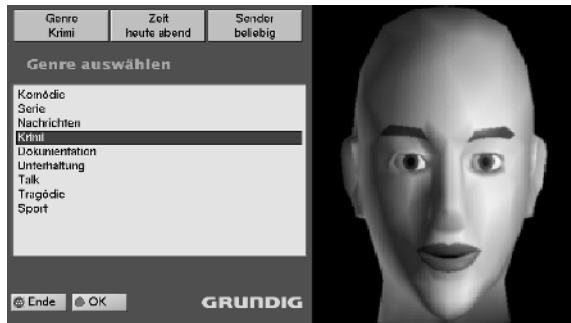 Genre
Krimi
Zeit
heute abend
Sender
beliebig
Genre auswählen
Komödie
Serie
Nachrichten
Krimi
Dokumentation
Unterhaltung
Talk
Tragödie
Sport
Ende
OK
GRUNDIG